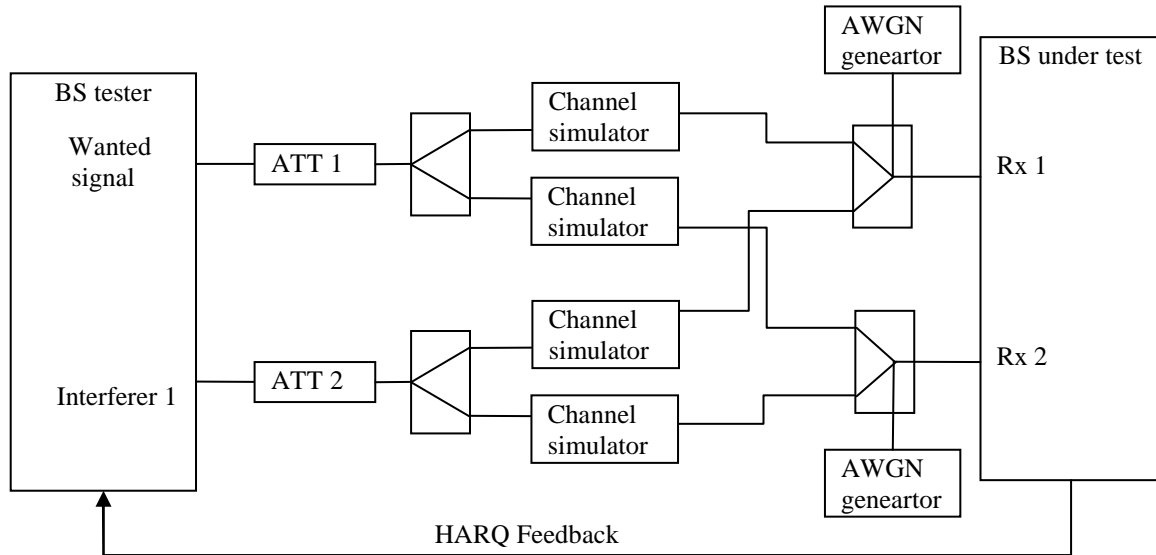 AWGN
geneartor
BS under test
BS tester
Channel
simulator
Wanted
signal
ATT 1
Rx 1
Channel
simulator
Channel
simulator
Rx 2
ATT 2
Interferer 1
Channel
simulator
AWGN
geneartor
HARQ Feedback